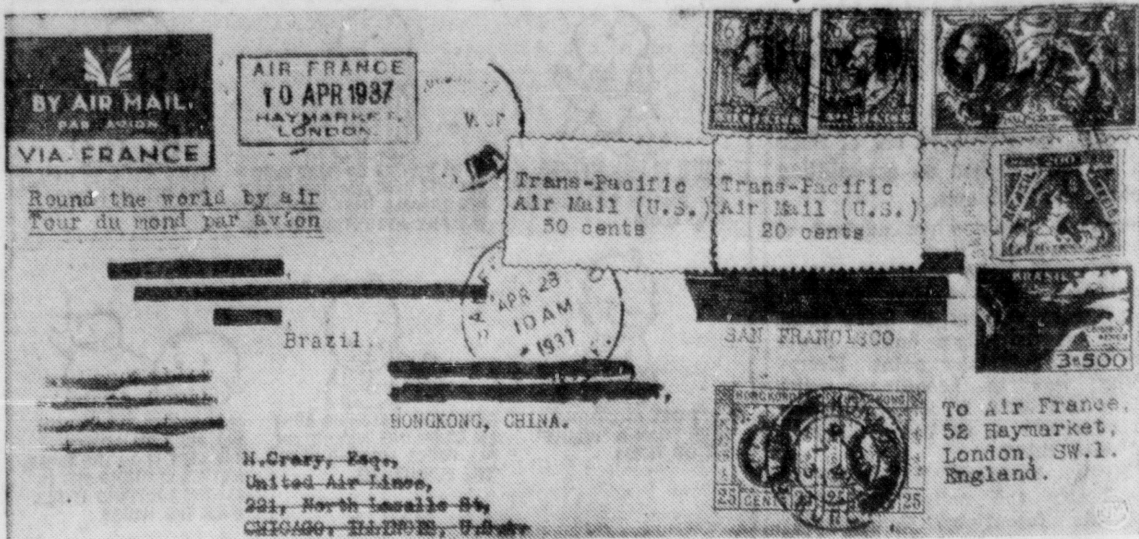 BY AIR MAIL.
PAR AVION
VIA-FRANCE
AIR FRANCE
10 APR 1937
HAYMARKET,
LONDON
Round the world by air
Tour du mond par avion
Trans-Pacific
Air Mail (U.S.)
50 cents
Trans-Pacific
Air Mail (U.S.)
20 cents
APR 28
10 AM
1937
Brazil.
SAN FRANCISCO
BRASIL
3$500
HONGKONG, CHINA.
HONGKONG
25
CENTS
25
To Air France,
52 Haymarket,
London, SW.1.
England.
H.Crary, Esq.,
United Air Lines,
221, North Lasalle St,
CHICAGO, ILLINOIS, U.S.A.